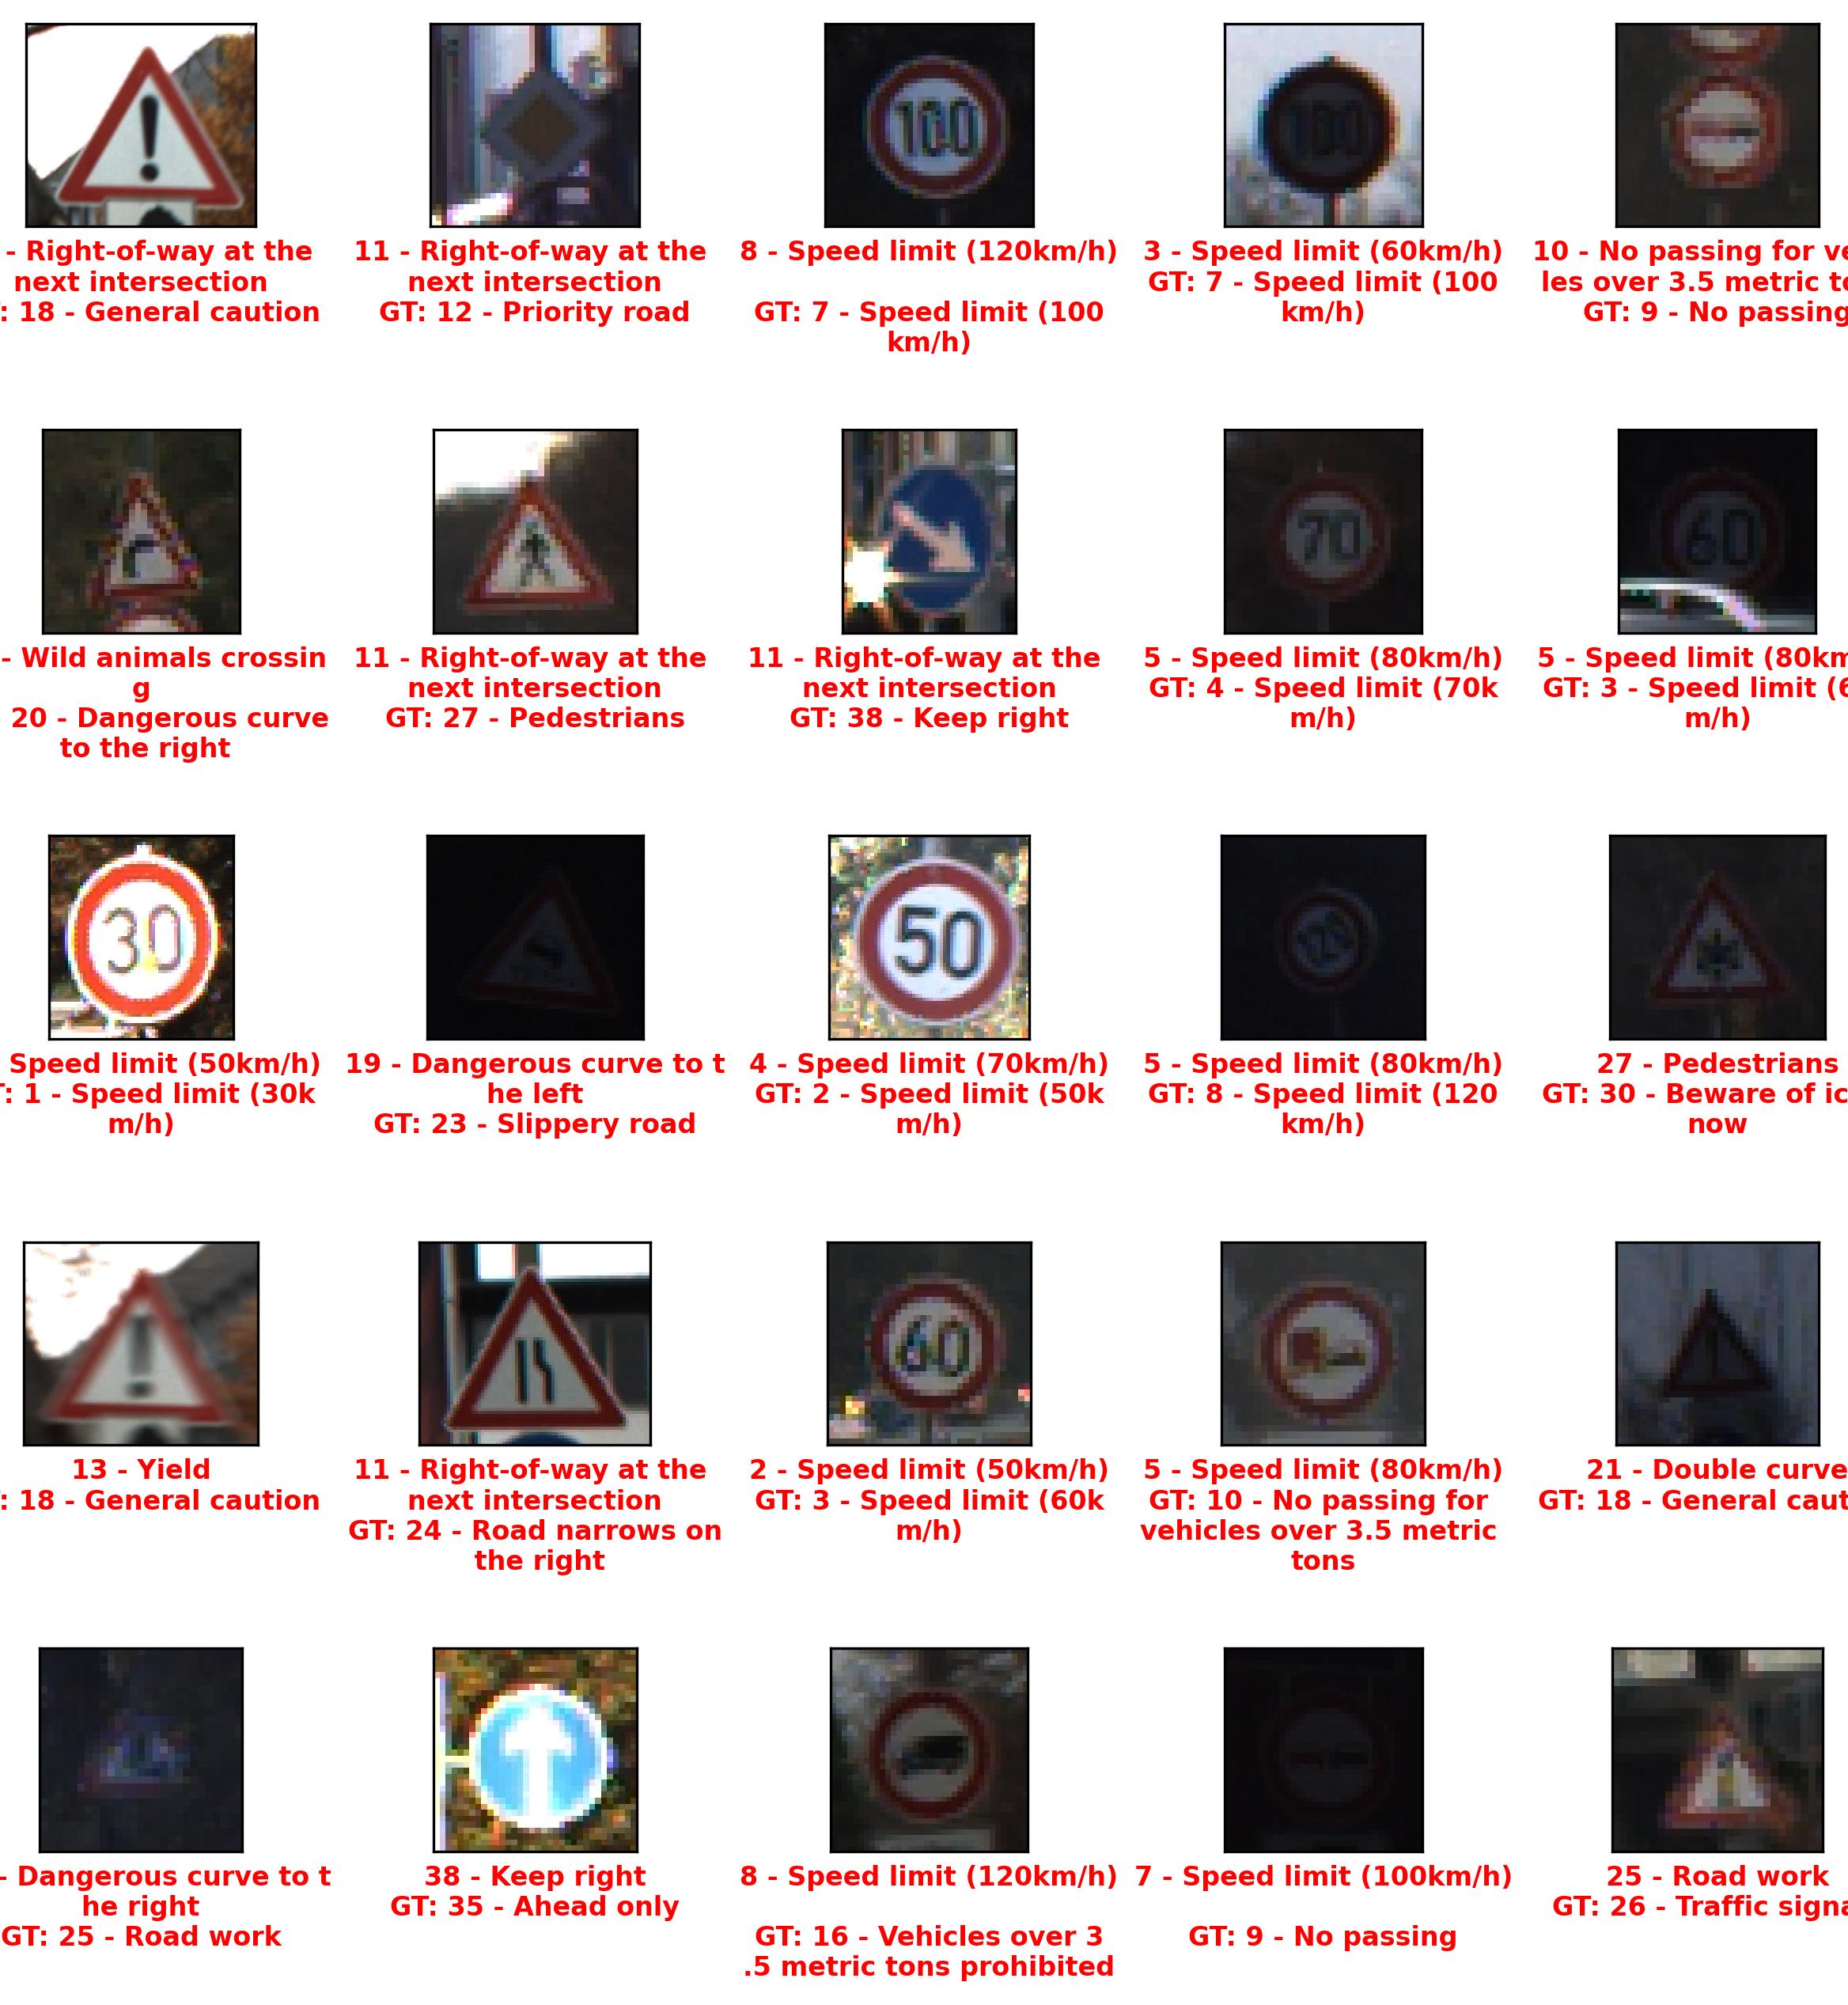 - Right-of-way at the
next intersection
: 18 - General caution
11 - Right-of-way at the
next intersection
GT: 12 - Priority road
100
8 - Speed limit (120km/h)
GT: 7 - Speed limit (100
km/h)
100
3 - Speed limit (60km/h)
GT: 7 - Speed limit (100
km/h)
10 - No passing for ve
les over 3.5 metric to
GT: 9 - No passing
- Wild animals crossin
g
20 - Dangerous curve
to the right
11 - Right-of-way at the
next intersection
GT: 27 - Pedestrians
11 - Right-of-way at the
next intersection
GT: 38 - Keep right
70
5 - Speed limit (80km/h)
GT: 4 - Speed limit (70k
m/h)
60
5 - Speed limit (80km
GT: 3 - Speed limit (6
m/h)
30
Speed limit (50km/h)
T: 1 - Speed limit (30k
m/h)
19 - Dangerous curve to t
he left
GT: 23 - Slippery road
50
4 - Speed limit (70km/h)
GT: 2 - Speed limit (50k
m/h)
120
5 - Speed limit (80km/h)
GT: 8 - Speed limit (120
km/h)
27 - Pedestrians
GT: 30 - Beware of ic
now
13 - Yield
: 18 - General caution
11 - Right-of-way at the
next intersection
GT: 24 - Road narrows on
the right
60
2 - Speed limit (50km/h)
GT: 3 - Speed limit (60k
m/h)
5 - Speed limit (80km/h)
GT: 10 - No passing for
vehicles over 3.5 metric
tons
21 - Double curve
GT: 18 - General caut
- Dangerous curve to t
he right
GT: 25 - Road work
38 - Keep right
GT: 35 - Ahead only
8 - Speed limit (120km/h)
GT: 16 - Vehicles over 3
.5 metric tons prohibited
7 - Speed limit (100km/h)
GT: 9 - No passing
25 - Road work
GT: 26 - Traffic signa